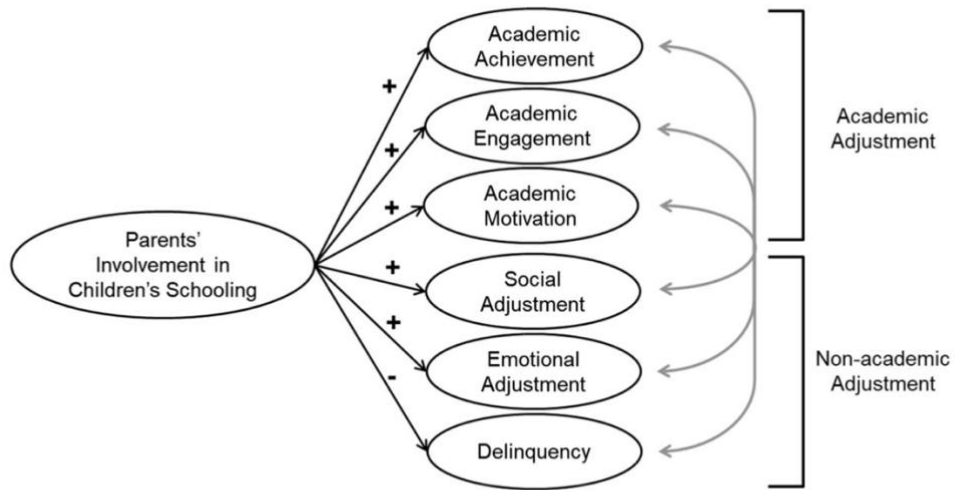 Academic
Achievement
+
Academic
Engagement
Academic
Adjustment
+
Academic
Motivation
+
Parents’
Involvement in
Children’s Schooling
+
Social
Adjustment
+
Emotional
Adjustment
Non-academic
Adjustment
-
Delinquency